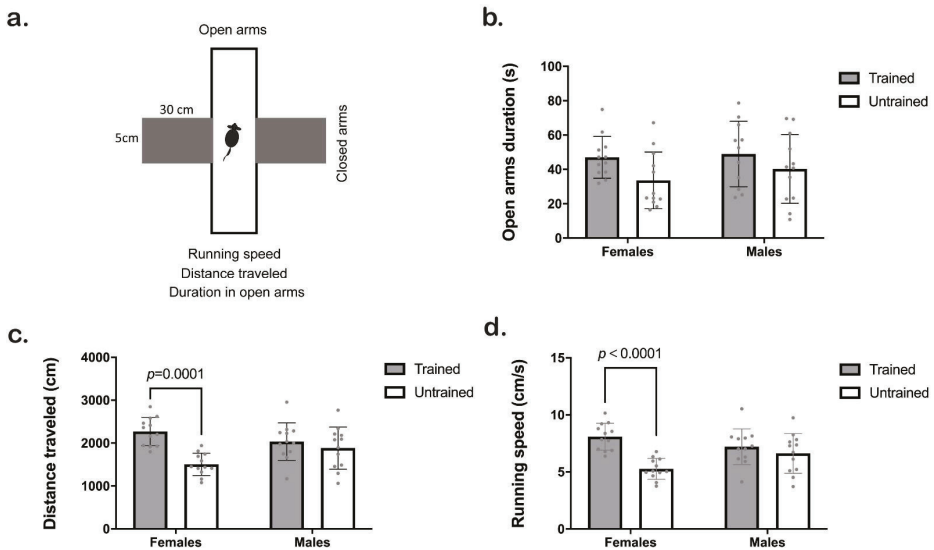 a.
Open arms
30 cm
5cm
Closed arms
Running speed
Distance traveled
Duration in open arms
b.
Open arms duration (s)
100
80
60
40
20
0
Females
Males
Trained
Untrained
c.
Distance traveled (cm)
4000
3000
2000
1000
0
p=0.0001
Females
Males
Trained
Untrained
d.
Running speed (cm/s)
15
10
5
0
p < 0.0001
Females
Males
Trained
Untrained